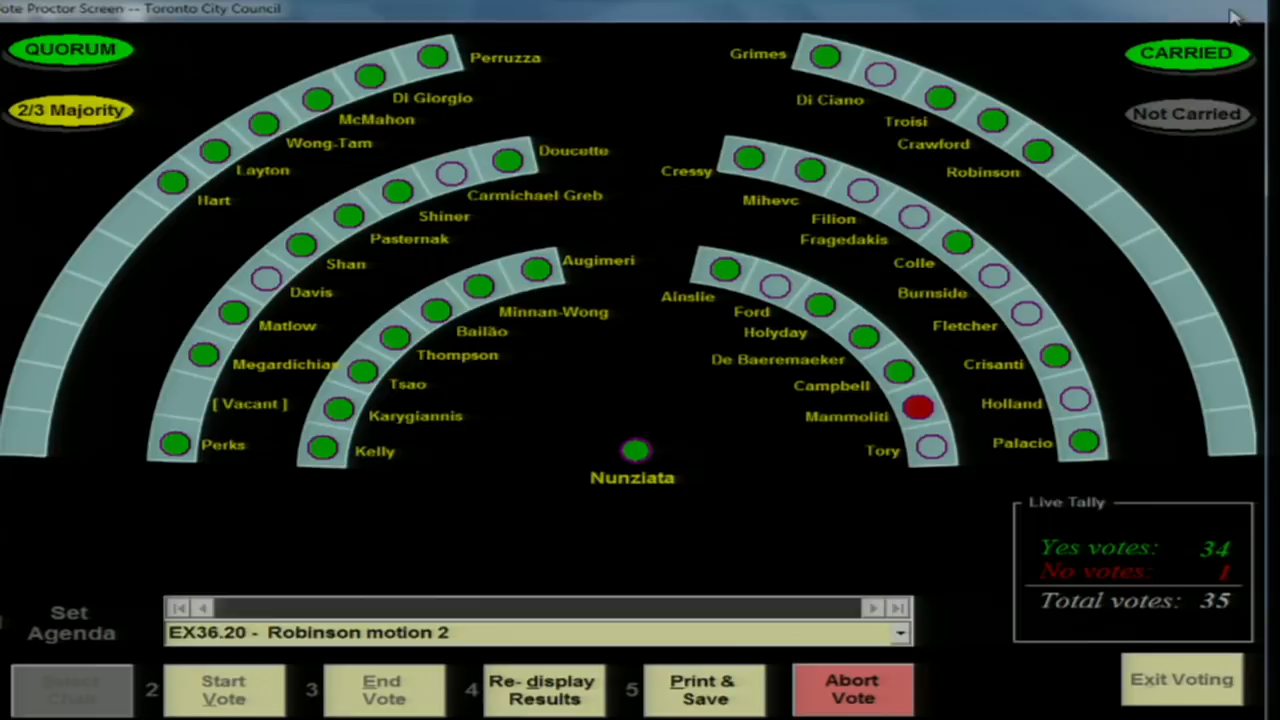 ote Proctor Screen -- Toronto City Council
QUORUM
2/3 Majority
CARRIED
Not Carried
Perruzza
DI Giorgio
McMahon
Wong-Tam
Layton
Hart
Doucette
Carmichael Greb
Shiner
Pasternak
Shan
Davis
Matlow
Megardichian
[ Vacant ]
Perks
Augimeri
Minnan-Wong
Bailão
Thompson
Tsao
Karygiannis
Kelly
Grimes
Di Ciano
Troisi
Crawford
Robinson
Cressy
Mihevc
Filion
Fragedakis
Colle
Burnside
Fletcher
Crisanti
Holland
Palacio
Ainslie
Ford
Holyday
De Baeremaeker
Campbell
Mammoliti
Tory
Nunziata
Live Tally
Yes votes: 34
No votes: 1
Total votes: 35
Set
Agenda
EX36.20 - Robinson motion 2
Select
Chair
2 Start
Vote
3 End
Vote
4 Re-display
Results
5 Print &
Save
Abort
Vote
Exit Voting